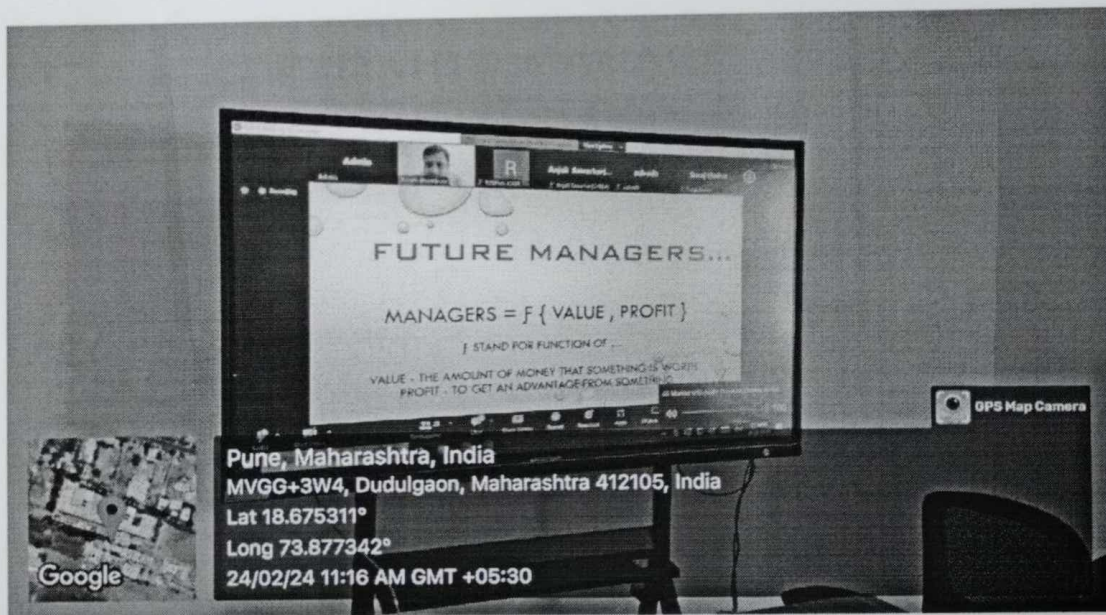 Admin
R
Recording
FUTURE MANAGERS...
MANAGERS = Ƒ { VALUE , PROFIT }
Ƒ STAND FOR FUNCTION OF ...
VALUE - THE AMOUNT OF MONEY THAT SOMETHING IS WORTH
PROFIT - TO GET AN ADVANTAGE FROM SOMETHING
GPS Map Camera
Pune, Maharashtra, India
MVGG+3W4, Dudulgaon, Maharashtra 412105, India
Lat 18.675311°
Long 73.877342°
24/02/24 11:16 AM GMT +05:30
Google